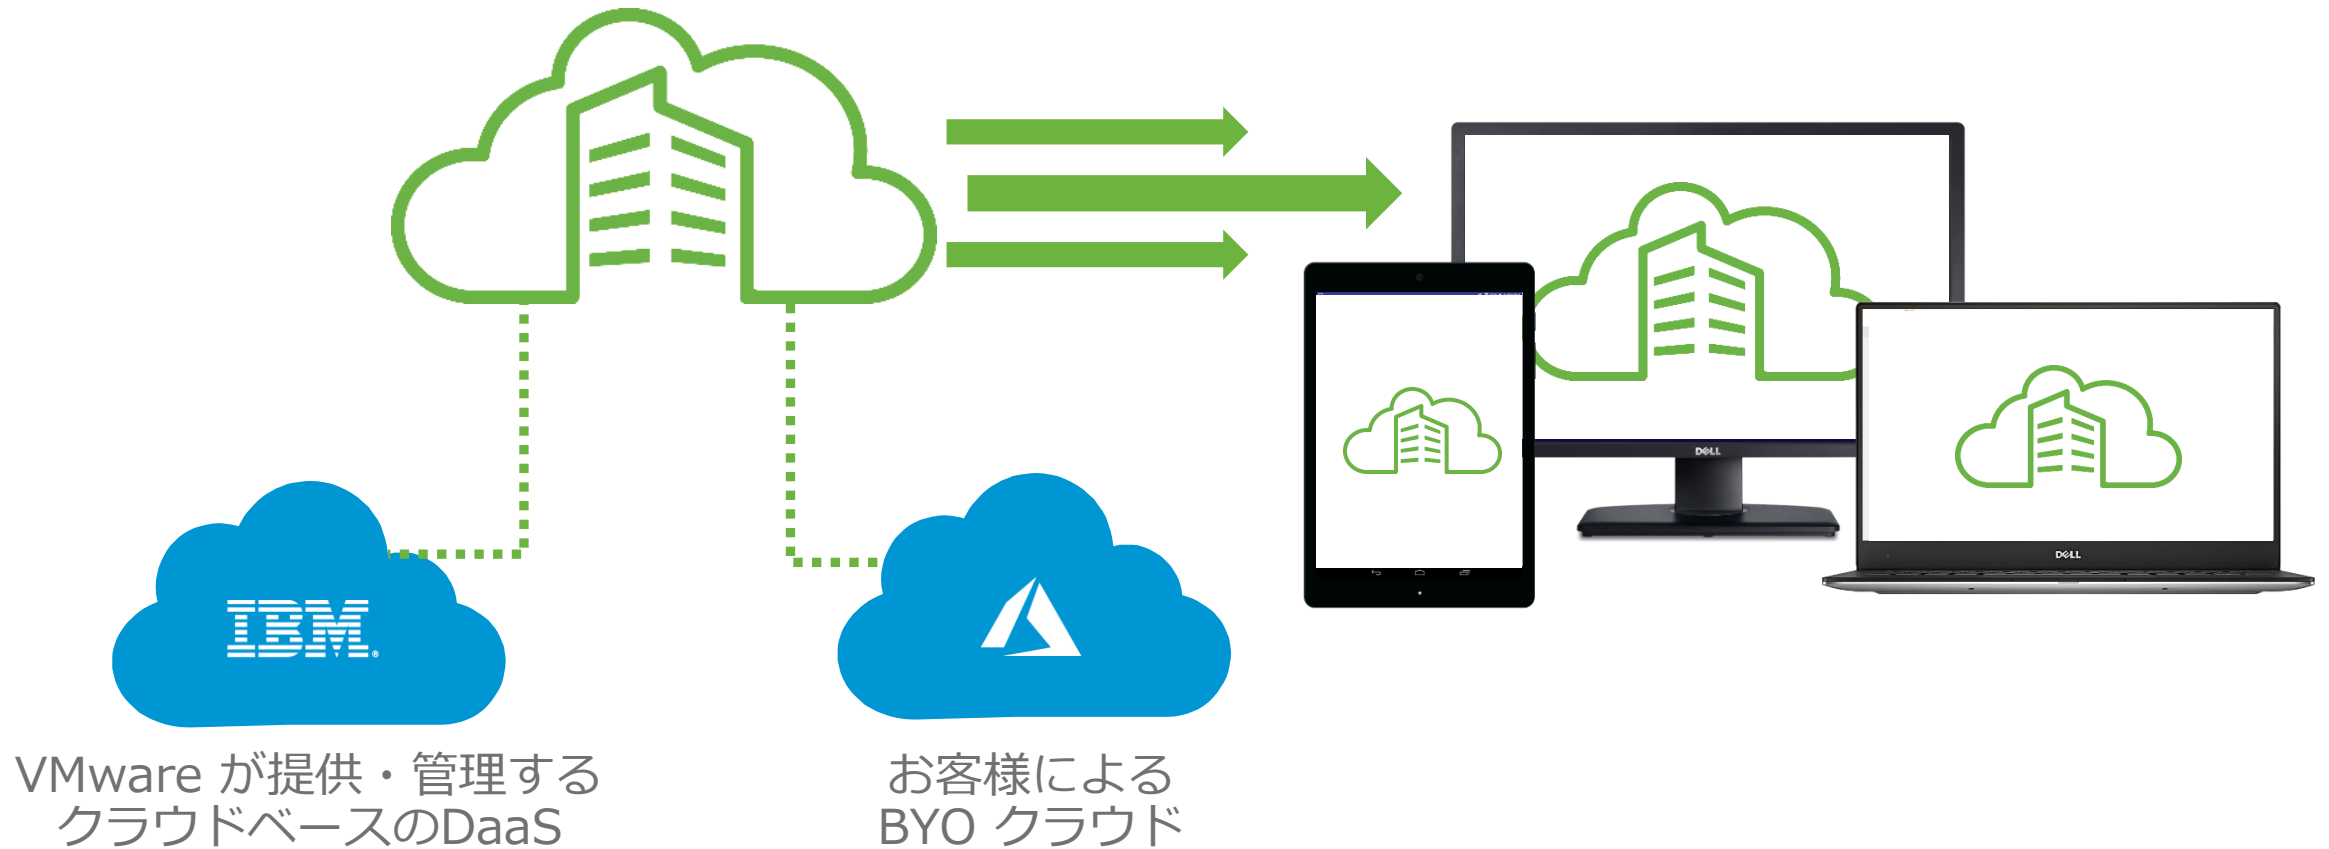 DELL
DELL
IBM®
VMware が提供・管理する
クラウドベースのDaaS
お客様による
BYO クラウド